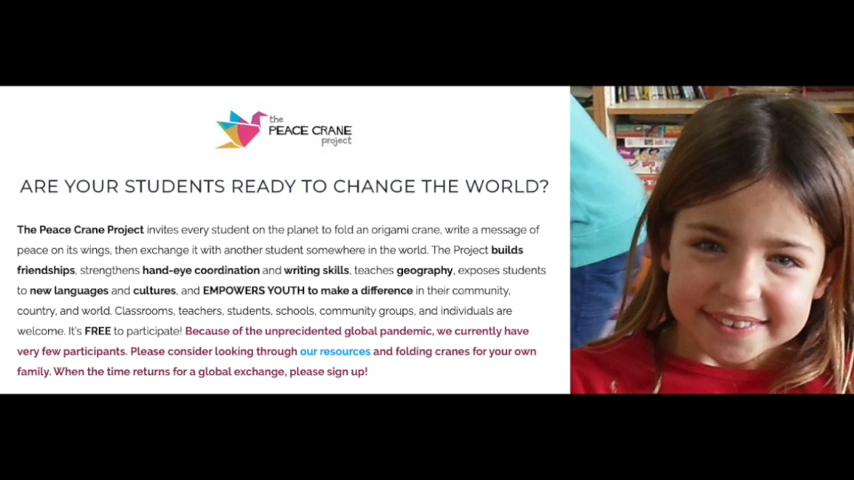 the
PEACE CRANE
project
ARE YOUR STUDENTS READY TO CHANGE THE WORLD?
The Peace Crane Project invites every student on the planet to fold an origami crane, write a message of
peace on its wings, then exchange it with another student somewhere in the world. The Project builds
friendships, strengthens hand-eye coordination and writing skills, teaches geography, exposes students
to new languages and cultures, and EMPOWERS YOUTH to make a difference in their community,
country, and world. Classrooms, teachers, students, schools, community groups, and individuals are
welcome. It's FREE to participate! Because of the unprecidented global pandemic, we currently have
very few participants. Please consider looking through our resources and folding cranes for your own
family. When the time returns for a global exchange, please sign up!